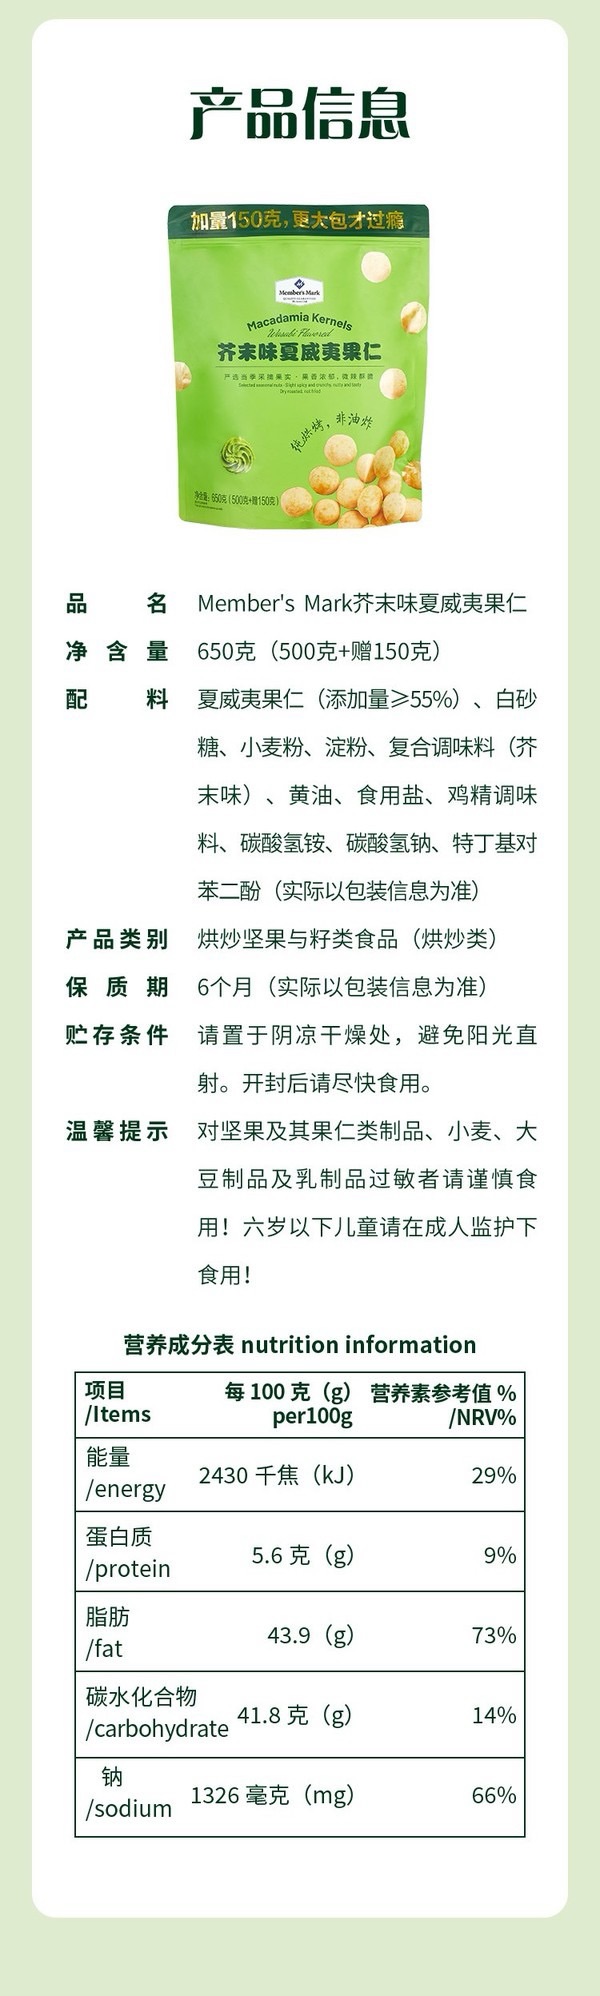 产品信息
加量150克,更大包才过瘾
Member's Mark
Macadamia Kernels
Wasabi Flavored
芥末味夏威夷果仁
严选当季采摘果实·果香浓郁,微辣醇脆
Selected seasonal nuts · Slight spicy and crunchy, nutty and tasty
Dry roasted, not fried
纯烘烤,非油炸
净含量:650克(500克+赠150克)
品名 Member's Mark芥末味夏威夷果仁
净含量 650克(500克+赠150克)
配料 夏威夷果仁(添加量≥55%)、白砂
糖、小麦粉、淀粉、复合调味料(芥
末味)、黄油、食用盐、鸡精调味
料、碳酸氢铵、碳酸氢钠、特丁基对
苯二酚(实际以包装信息为准)
产品类别 烘炒坚果与籽类食品(烘炒类)
保质期 6个月(实际以包装信息为准)
贮存条件 请置于阴凉干燥处,避免阳光直
射。开封后请尽快食用。
温馨提示 对坚果及其果仁类制品、小麦、大
豆制品及乳制品过敏者请谨慎食
用!六岁以下儿童请在成人监护下
食用!
营养成分表 nutrition information
项目 每 100 克(g) 营养素参考值 %
/Items per100g /NRV%
能量
/energy 2430 千焦(kJ) 29%
蛋白质
/protein 5.6 克(g) 9%
脂肪
/fat 43.9(g) 73%
碳水化合物
/carbohydrate 41.8 克(g) 14%
钠
/sodium 1326 毫克(mg) 66%